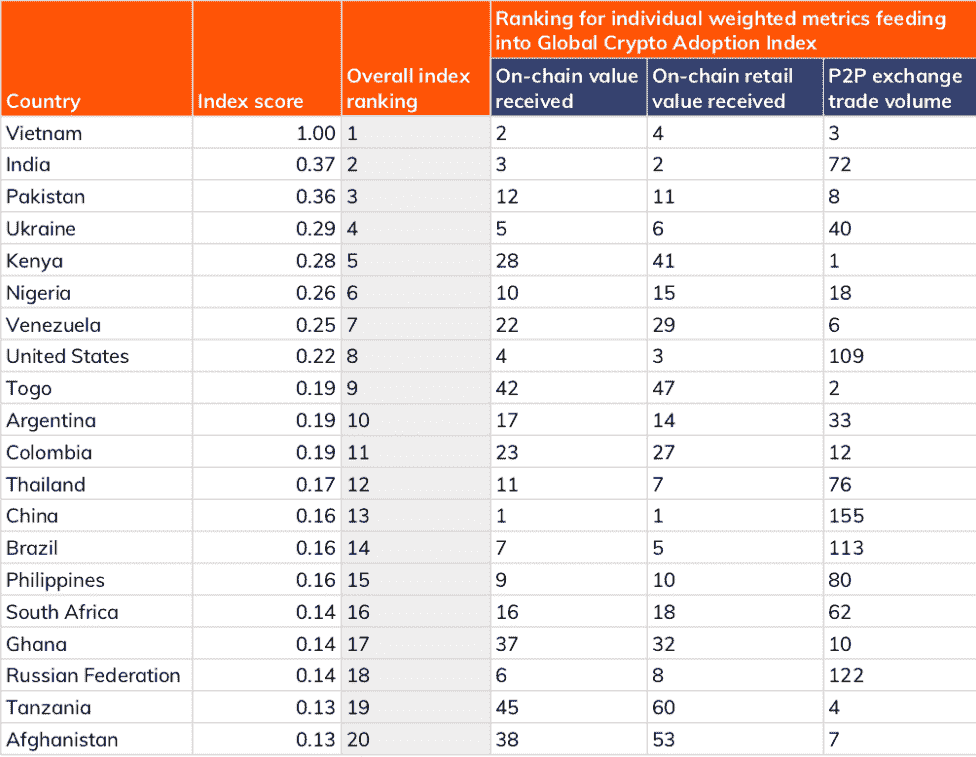 Ranking for individual weighted metrics feeding
into Global Crypto Adoption Index
Country Index score Overall index ranking On-chain value received On-chain retail value received P2P exchange trade volume
Vietnam 1.00 1 2 4 3
India 0.37 2 3 2 72
Pakistan 0.36 3 12 11 8
Ukraine 0.29 4 5 6 40
Kenya 0.28 5 28 41 1
Nigeria 0.26 6 10 15 18
Venezuela 0.25 7 22 29 6
United States 0.22 8 4 3 109
Togo 0.19 9 42 47 2
Argentina 0.19 10 17 14 33
Colombia 0.19 11 23 27 12
Thailand 0.17 12 11 7 76
China 0.16 13 1 1 155
Brazil 0.16 14 7 5 113
Philippines 0.16 15 9 10 80
South Africa 0.14 16 16 18 62
Ghana 0.14 17 37 32 10
Russian Federation 0.14 18 6 8 122
Tanzania 0.13 19 45 60 4
Afghanistan 0.13 20 38 53 7